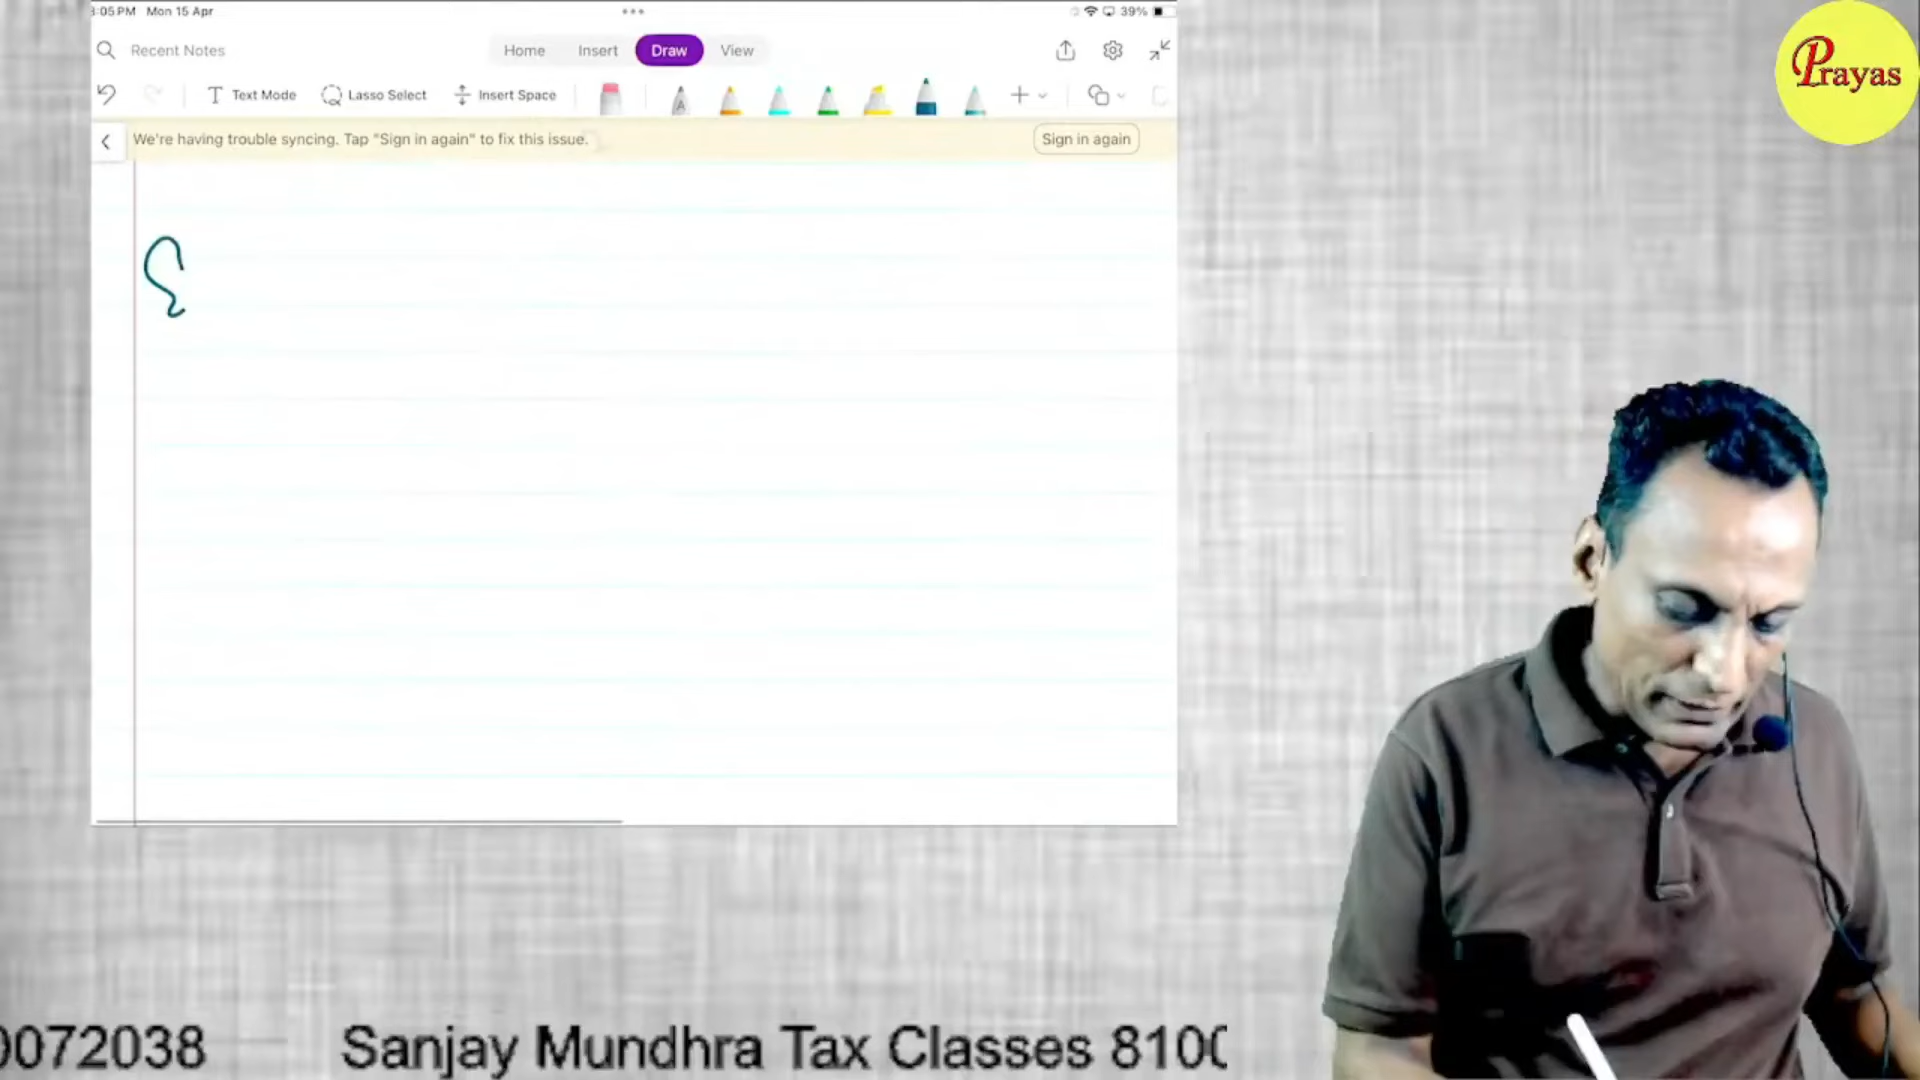 :05 PM Mon 15 Apr
39%
Recent Notes
Home Insert Draw View
Text Mode Lasso Select Insert Space
A
We're having trouble syncing. Tap "Sign in again" to fix this issue.
Sign in again
Prayas
0072038 Sanjay Mundhra Tax Classes 810